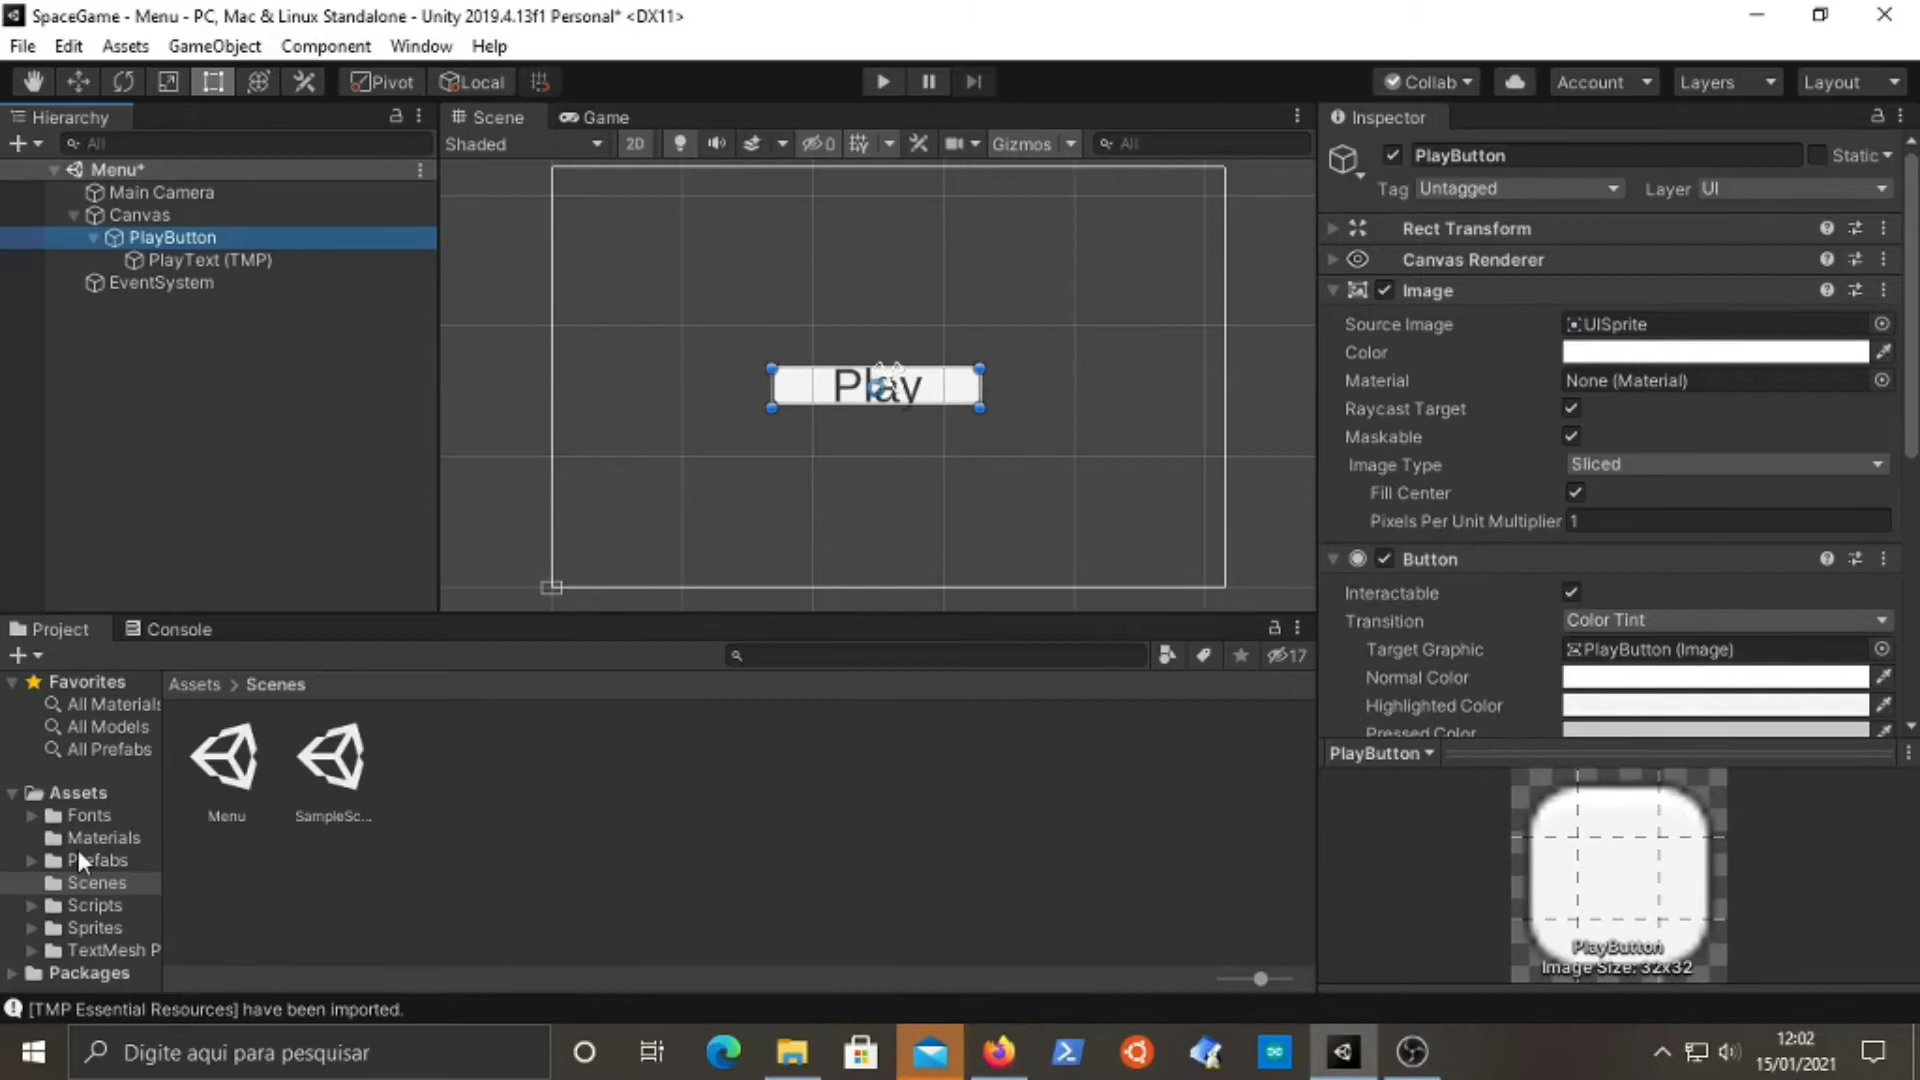 SpaceGame - Menu - PC, Mac & Linux Standalone - Unity 2019.4.13f1 Personal* <DX11>
File Edit Assets GameObject Component Window Help
Pivot Local Collab Account Layers Layout
Hierarchy
All
Menu*
Main Camera
Canvas
PlayButton
PlayText (TMP)
EventSystem
Scene Game
Shaded 2D 0 Gizmos All
Play
Inspector
PlayButton Static
Tag Untagged Layer UI
Rect Transform
Canvas Renderer
Image
Source Image UISprite
Color
Material None (Material)
Raycast Target
Maskable
Image Type Sliced
Fill Center
Pixels Per Unit Multiplier 1
Button
Interactable
Transition Color Tint
Target Graphic PlayButton (Image)
Normal Color
Highlighted Color
Pressed Color
PlayButton
PlayButton
Image Size: 32x32
Project Console
17
Favorites
All Materials
All Models
All Prefabs
Assets
Fonts
Materials
Prefabs
Scenes
Scripts
Sprites
TextMesh P
Packages
Assets > Scenes
Menu SampleSc...
[TMP Essential Resources] have been imported.
Digite aqui para pesquisar
12:02
15/01/2021